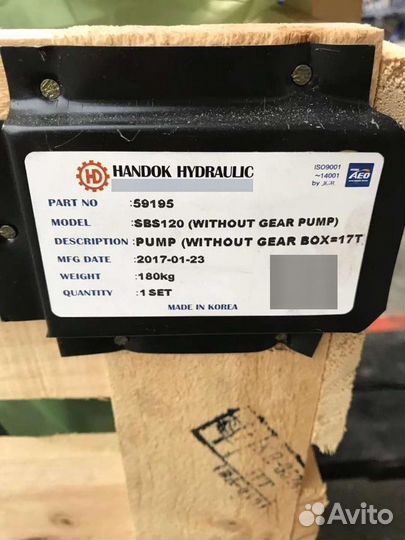 HD HANDOK HYDRAULIC
ISO9001
~14001
AEO
PART NO :59195
MODEL :SBS120 (WITHOUT GEAR PUMP)
DESCRIPTION :PUMP (WITHOUT GEAR BOX=17T
MFG DATE :2017-01-23
WEIGHT :180kg
QUANTITY :1 SET
MADE IN KOREA
Avito